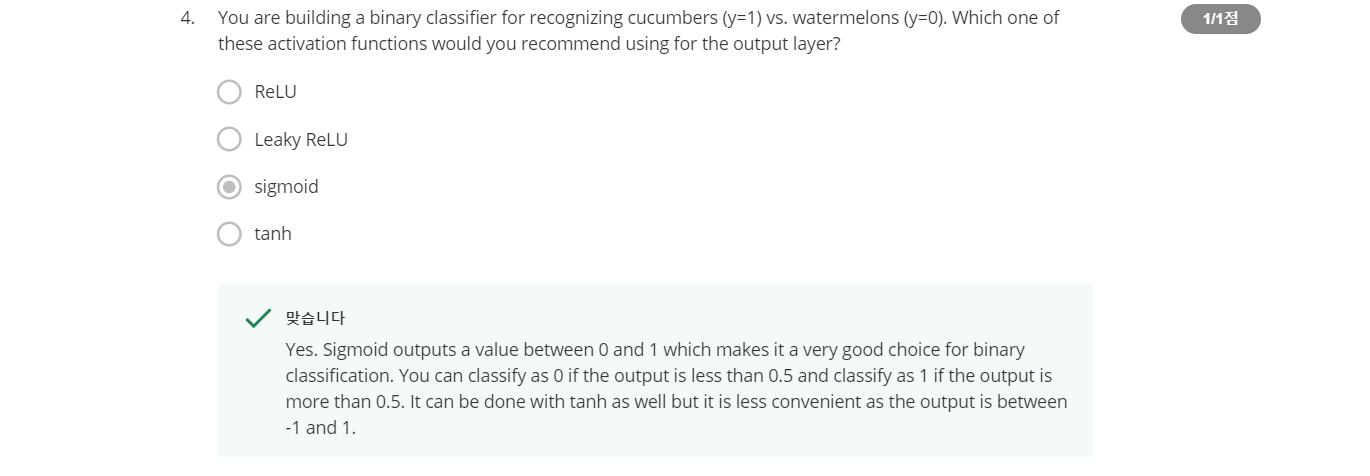 4. You are building a binary classifier for recognizing cucumbers (y=1) vs. watermelons (y=0). Which one of
1/1점
these activation functions would you recommend using for the output layer?
ReLU
Leaky ReLU
sigmoid
tanh
맞습니다
Yes. Sigmoid outputs a value between 0 and 1 which makes it a very good choice for binary
classification. You can classify as 0 if the output is less than 0.5 and classify as 1 if the output is
more than 0.5. It can be done with tanh as well but it is less convenient as the output is between
-1 and 1.